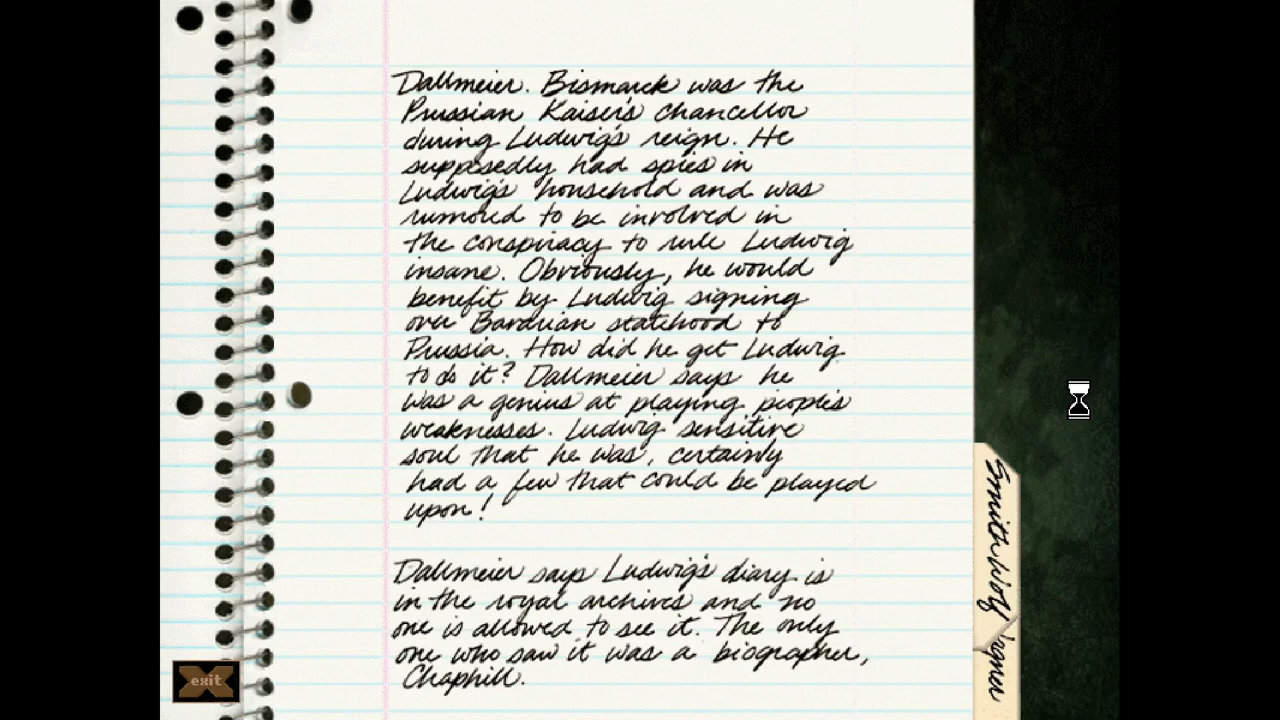 Dallmeier. Bismarck was the
Prussian Kaiser's chancellor
during Ludwig's reign. He
supposedly had spies in
Ludwig's household and was
rumored to be involved in
the conspiracy to rule Ludwig
insane. Obviously, he would
benefit by Ludwig signing
over Bavarian statehood to
Prussia. How did he get Ludwig
to do it? Dallmeier says he
was a genius at playing people's
weaknesses. Ludwig sensitive
soul that he was, certainly
had a few that could be played
upon!
Dallmeier says Ludwig's diary is
in the royal archives and no
one is allowed to see it. The only
one who saw it was a biographer,
Chaphill.
Smith Wolf
Wagner
exit